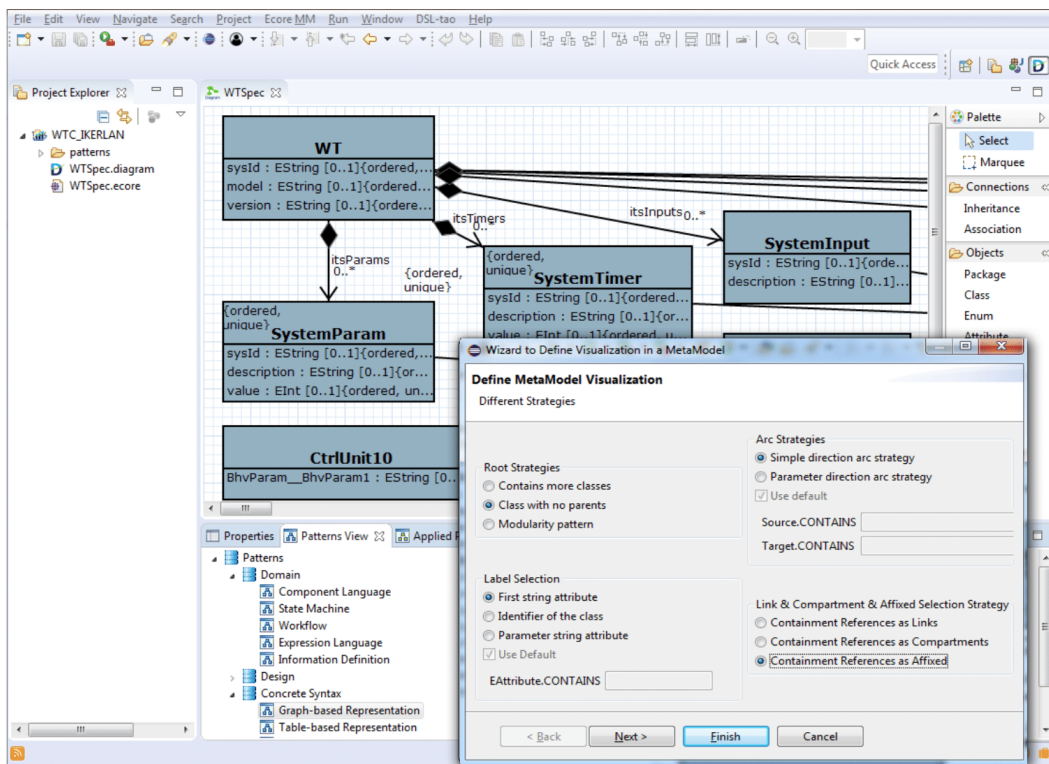 File Edit View Navigate Search Project Ecore MM Run Window DSL-tao Help
Quick Access
Project Explorer
WTC_IKERLAN
patterns
WTSpec.diagram
WTSpec.ecore
WTSpec
WT
sysId : EString [0..1]{ordered,...
model : EString [0..1]{ordered...
version : EString [0..1]{ordere...
itsTimers
0..*
itsInputs 0..*
itsParams
0..*
{ordered,
unique}
SystemInput
sysId : EString [0..1]{orde...
description : EString [0..1]...
{ordered,
unique}
SystemTimer
sysId : EString [0..1]{ordered...
description : EString [0..1]{or...
value : EInt [0..1]{ordered, u...
{ordered,
unique}
SystemParam
sysId : EString [0..1]{ordered,...
description : EString [0..1]{or...
value : EInt [0..1]{ordered, un...
CtrlUnit10
BhvParam__BhvParam1 : EString [0..
Palette
Select
Marquee
Connections
Inheritance
Association
Objects
Package
Class
Enum
Attribute
Properties Patterns View Applied P
Patterns
Domain
Component Language
State Machine
Workflow
Expression Language
Information Definition
Design
Concrete Syntax
Graph-based Representation
Table-based Representation
Wizard to Define Visualization in a MetaModel
Define MetaModel Visualization
Different Strategies
Root Strategies
Contains more classes
Class with no parents
Modularity pattern
Label Selection
First string attribute
Identifier of the class
Parameter string attribute
Use Default
EAttribute.CONTAINS
Arc Strategies
Simple direction arc strategy
Parameter direction arc strategy
Use default
Source.CONTAINS
Target.CONTAINS
Link & Compartment & Affixed Selection Strategy
Containment References as Links
Containment References as Compartments
Containment References as Affixed
< Back Next > Finish Cancel